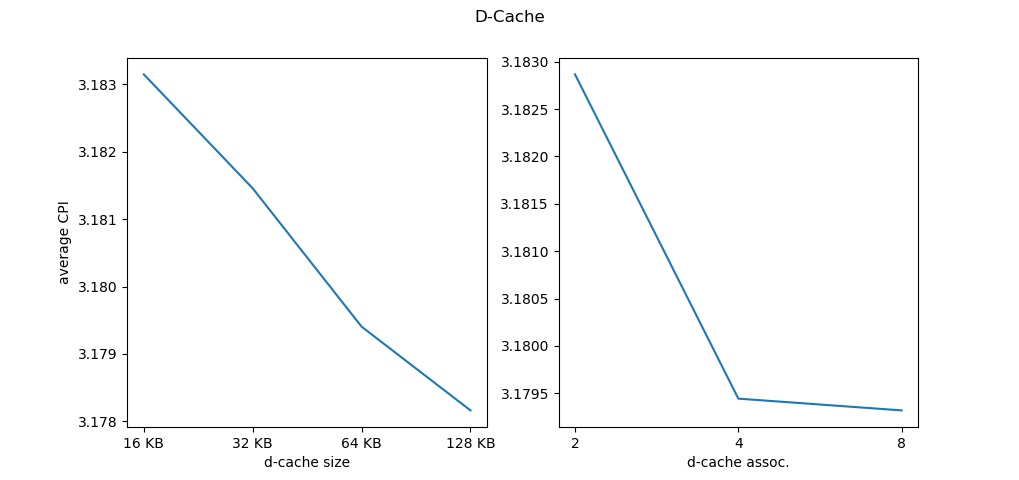 D-Cache
average CPI
3.183
3.182
3.181
3.180
3.179
3.178
16 KB
32 KB
64 KB
128 KB
d-cache size
3.1830
3.1825
3.1820
3.1815
3.1810
3.1805
3.1800
3.1795
2
4
8
d-cache assoc.